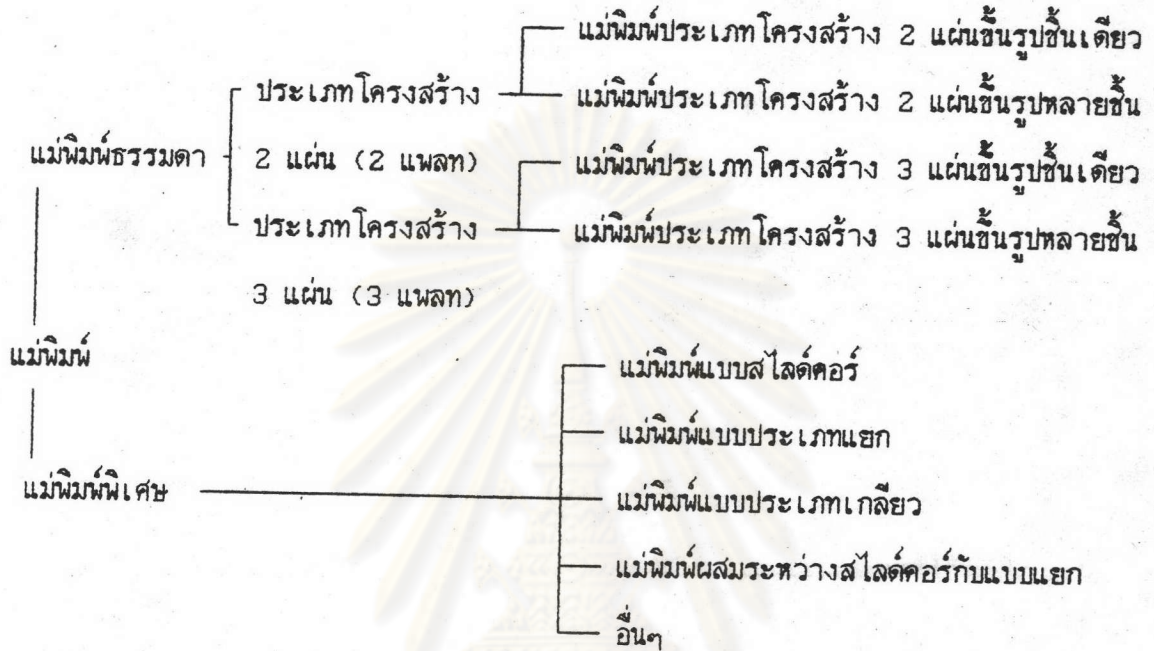 แม่พิมพ์ประเภทโครงสร้าง 2 แผ่นขึ้นรูปชิ้นเดียว
ประเภทโครงสร้าง
แม่พิมพ์ประเภทโครงสร้าง 2 แผ่นขึ้นรูปหลายชิ้น
แม่พิมพ์ธรรมดา
2 แผ่น (2 แพลท)
แม่พิมพ์ประเภทโครงสร้าง 3 แผ่นขึ้นรูปชิ้นเดียว
ประเภทโครงสร้าง
แม่พิมพ์ประเภทโครงสร้าง 3 แผ่นขึ้นรูปหลายชิ้น
3 แผ่น (3 แพลท)
แม่พิมพ์
แม่พิมพ์แบบสไลด์คอร์
แม่พิมพ์แบบประเภทแยก
แม่พิมพ์พิเศษ
แม่พิมพ์แบบประเภทเกลียว
แม่พิมพ์ผสมระหว่างสไลด์คอร์กับแบบแยก
อื่นๆ